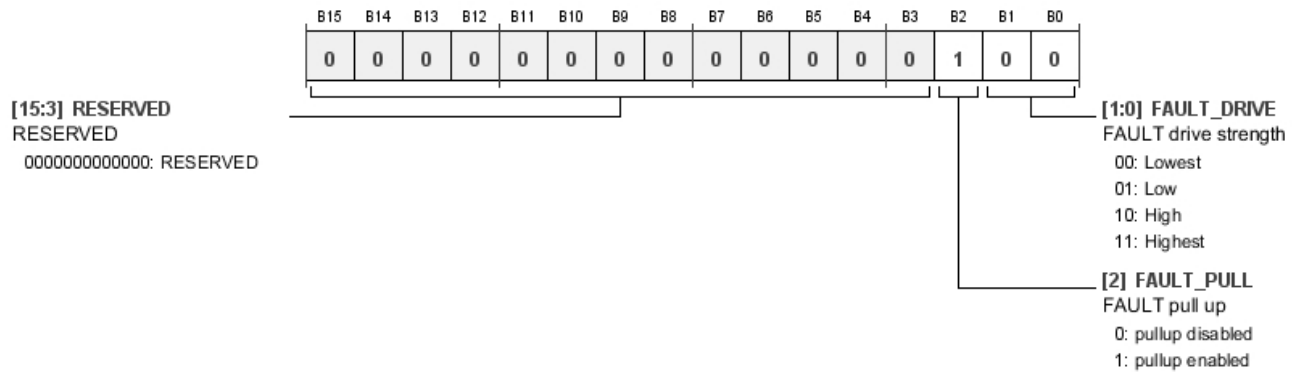 B15 B14 B13 B12 B11 B10 B9 B8 B7 B6 B5 B4 B3 B2 B1 B0
0 0 0 0 0 0 0 0 0 0 0 0 0 1 0 0
[15:3] RESERVED
RESERVED
0000000000000: RESERVED
[1:0] FAULT_DRIVE
FAULT drive strength
00: Lowest
01: Low
10: High
11: Highest
[2] FAULT_PULL
FAULT pull up
0: pullup disabled
1: pullup enabled